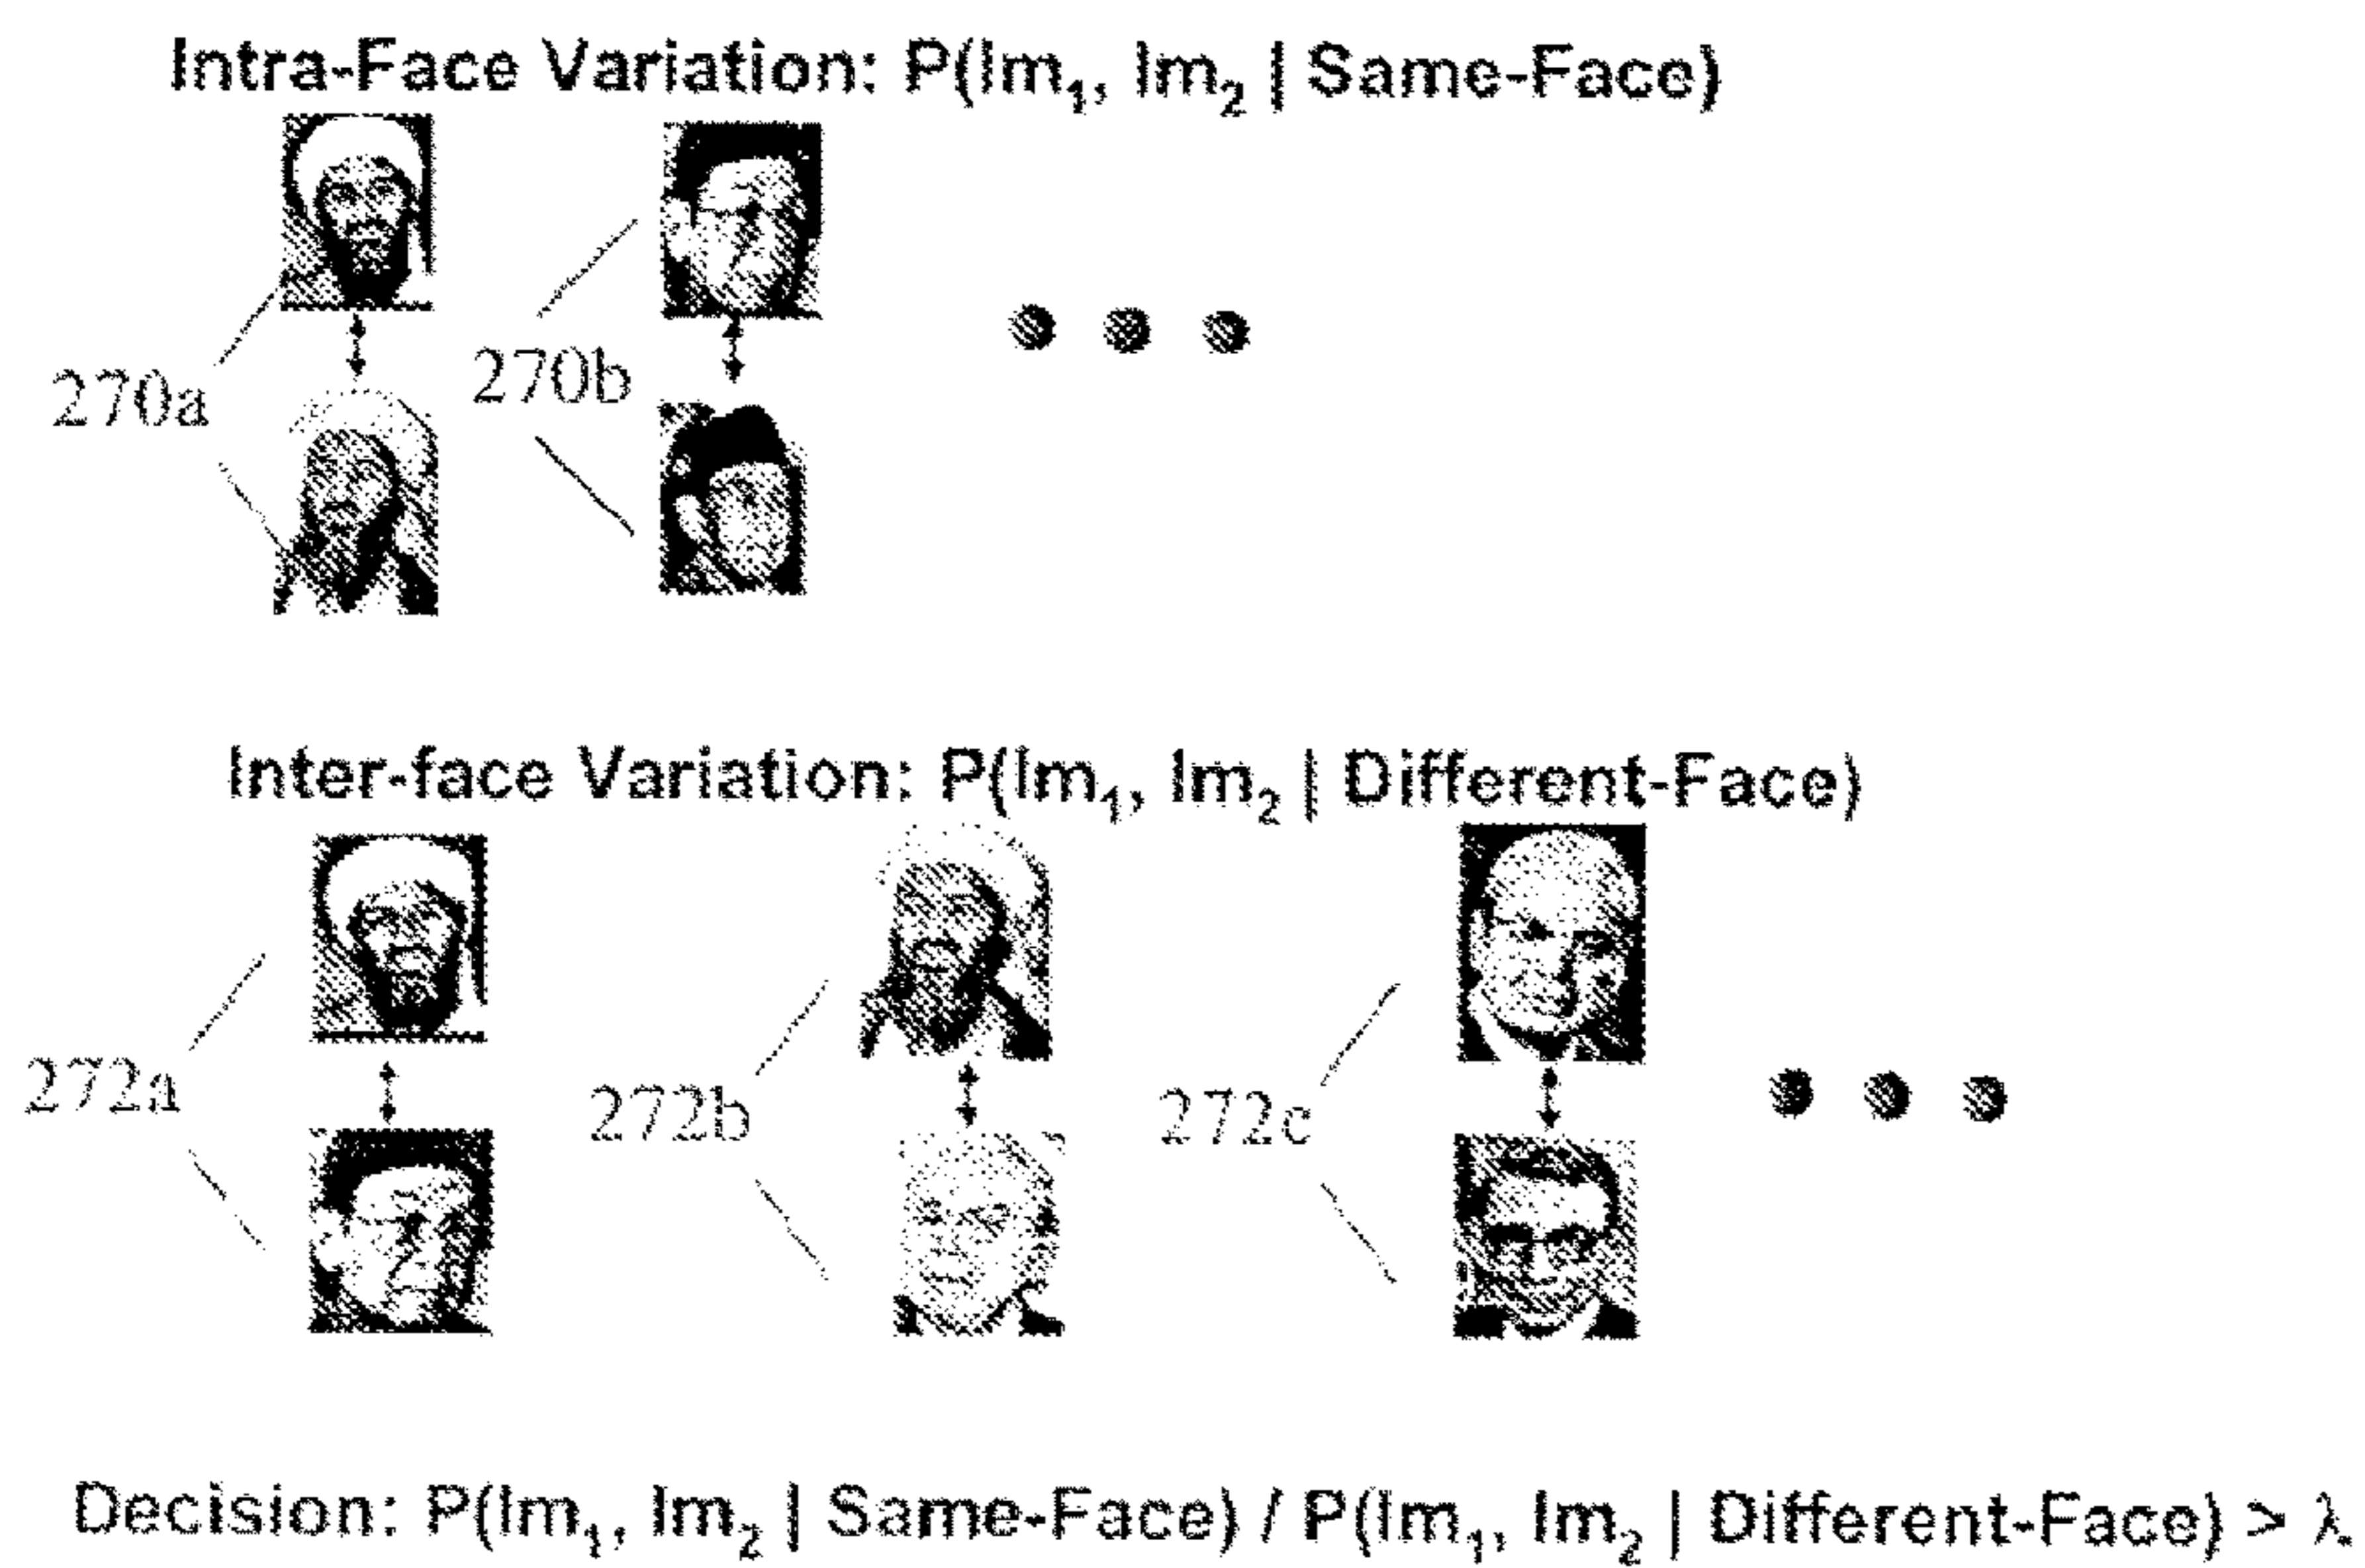 Intra-Face Variation: P(Im₁, Im₂ | Same-Face)
270a
270b
Inter-face Variation: P(Im₁, Im₂ | Different-Face)
272a
272b
272c
Decision: P(Im₁, Im₂ | Same-Face) / P(Im₁, Im₂ | Different-Face) > λ